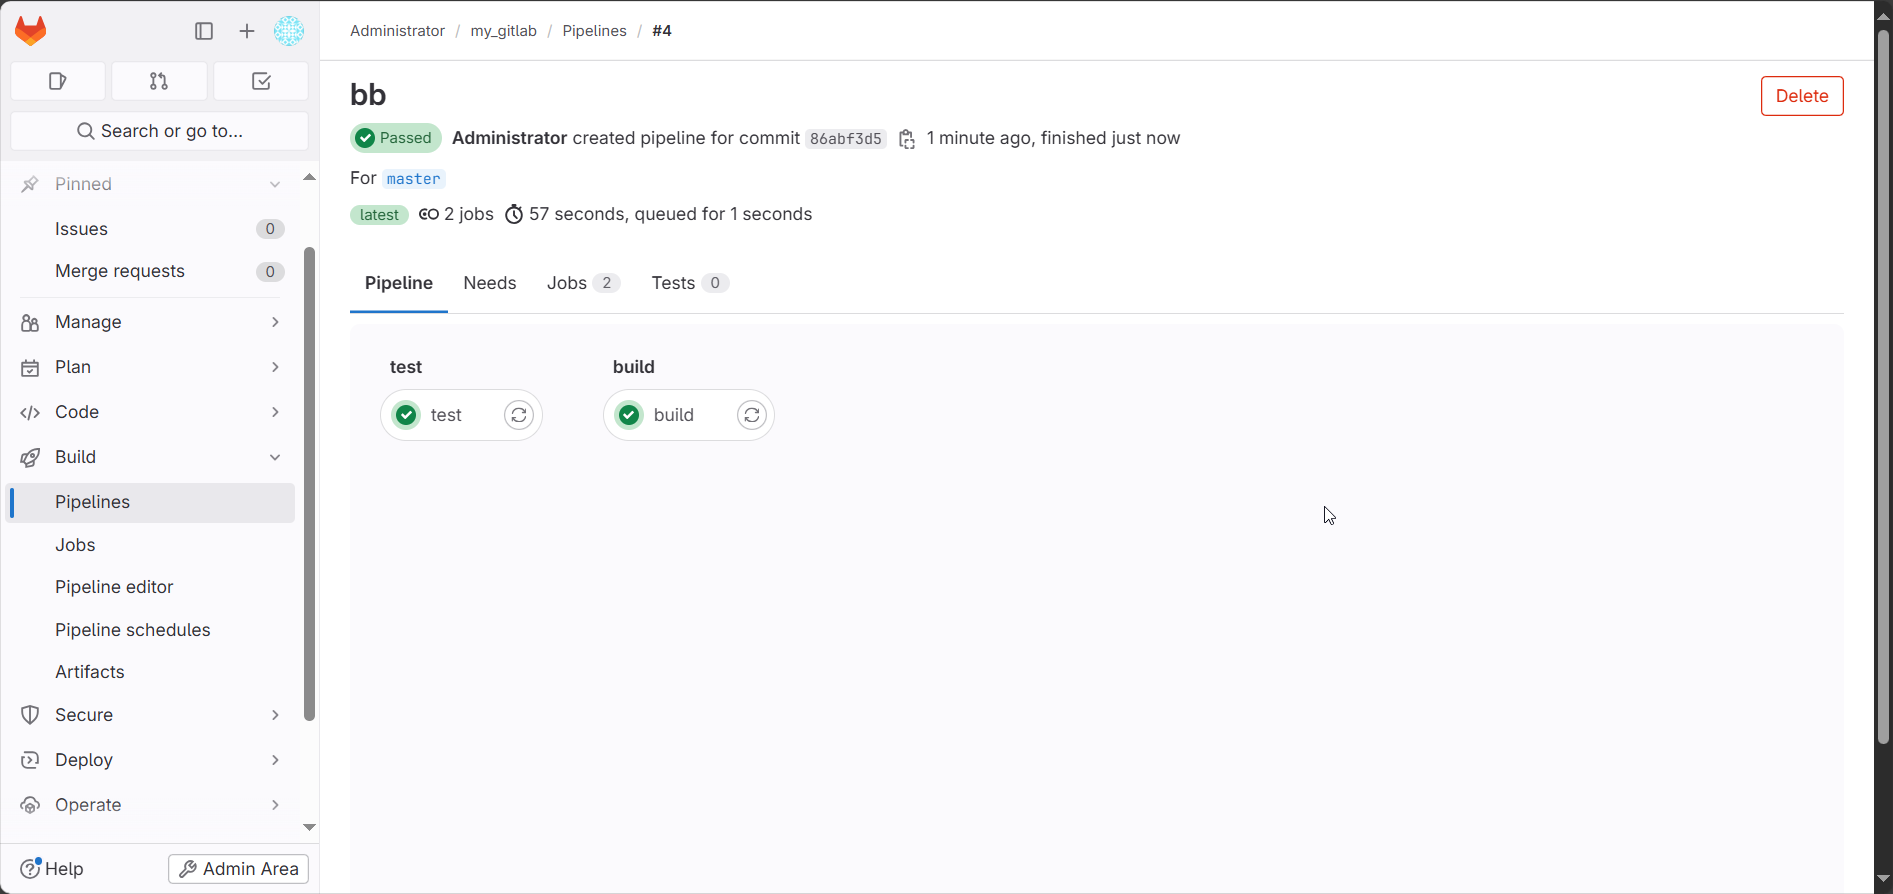 Administrator / my_gitlab / Pipelines / #4
Search or go to...
Pinned
Issues 0
Merge requests 0
Manage
Plan
Code
Build
Pipelines
Jobs
Pipeline editor
Pipeline schedules
Artifacts
Secure
Deploy
Operate
Help
Admin Area
bb
Delete
Passed Administrator created pipeline for commit 86abf3d5 1 minute ago, finished just now
For master
latest 2 jobs 57 seconds, queued for 1 seconds
Pipeline Needs Jobs 2 Tests 0
test build
test build